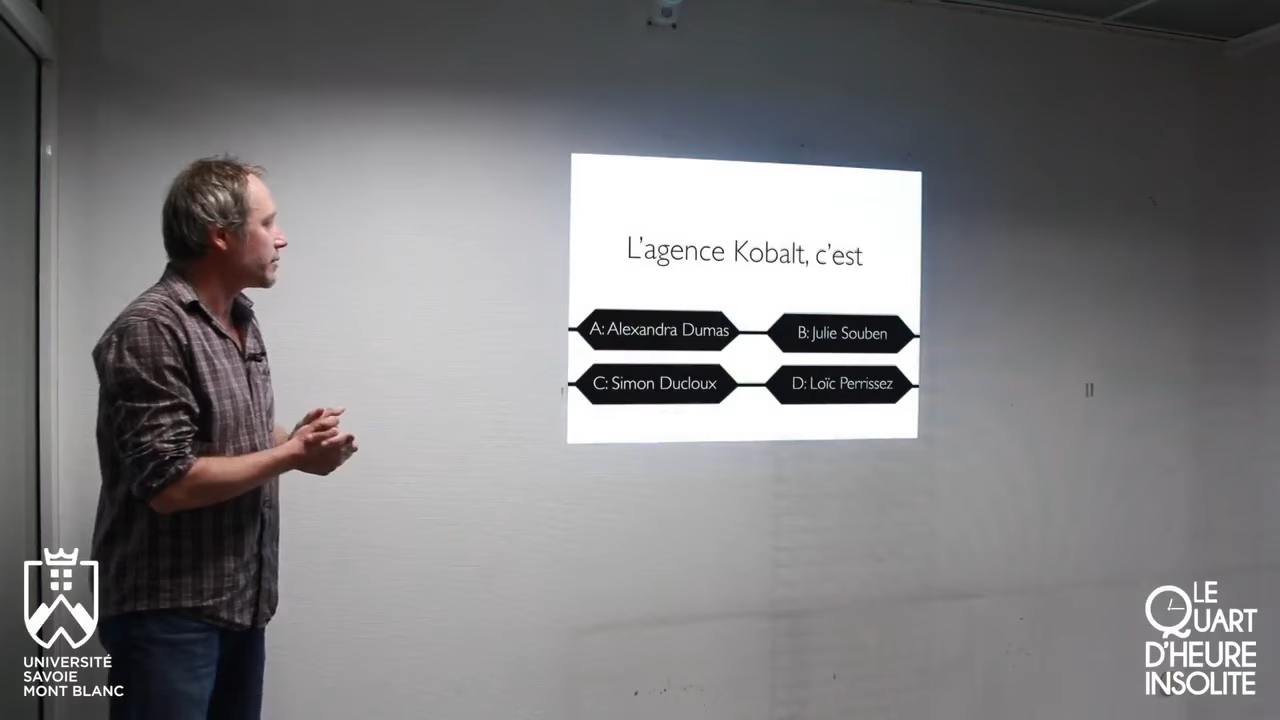 L'agence Kobalt, c'est
A: Alexandra Dumas
B: Julie Souben
C: Simon Ducloux
D: Loïc Perrissez
UNIVERSITÉ
SAVOIE
MONT BLANC
LE
QUART
D'HEURE
INSOLITE